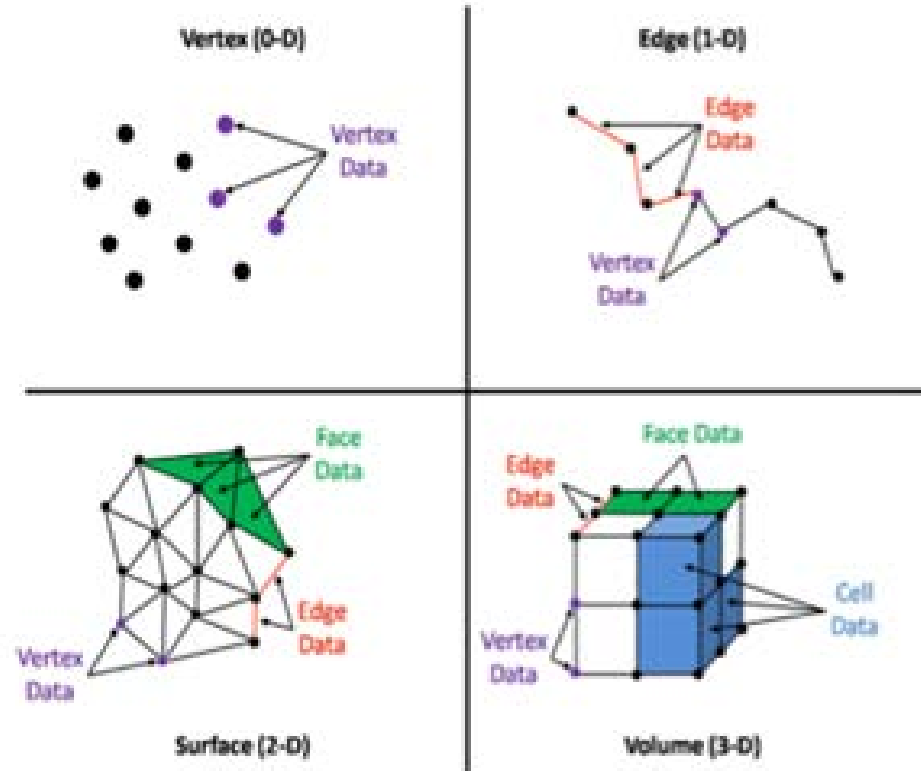 Vertex (0-D)
Vertex
Data
Edge (1-D)
Edge
Data
Vertex
Data
Face
Data
Edge
Data
Vertex
Data
Surface (2-D)
Face Data
Edge
Data
Cell
Data
Vertex
Data
Volume (3-D)